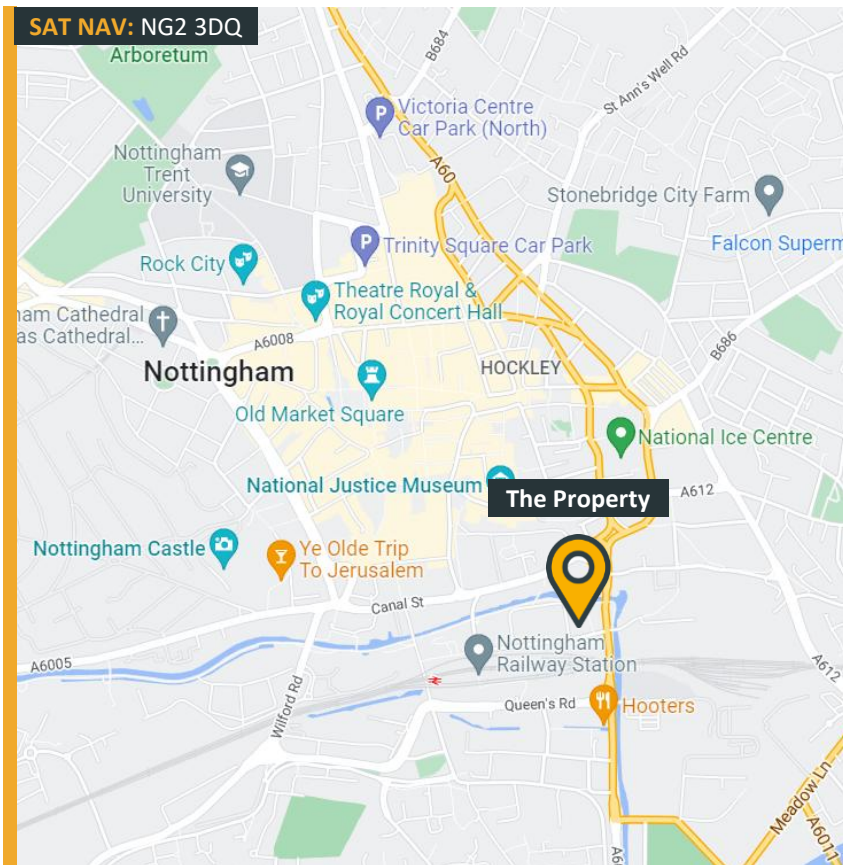 SAT NAV: NG2 3DQ
Arboretum
B684
St Ann's Well Rd
Victoria Centre
Car Park (North)
A60
Nottingham
Trent
University
Stonebridge City Farm
Trinity Square Car Park
Falcon Superm
Rock City
Theatre Royal &
Royal Concert Hall
am Cathedral
as Cathedral...
A6008
B686
Nottingham
HOCKLEY
Old Market Square
National Ice Centre
National Justice Museum
The Property
A612
Nottingham Castle
Ye Olde Trip
To Jerusalem
Canal St
Nottingham
Railway Station
A6005
A612
Wilford Rd
Queen's Rd
Hooters
Meadow Ln
A6011
A6